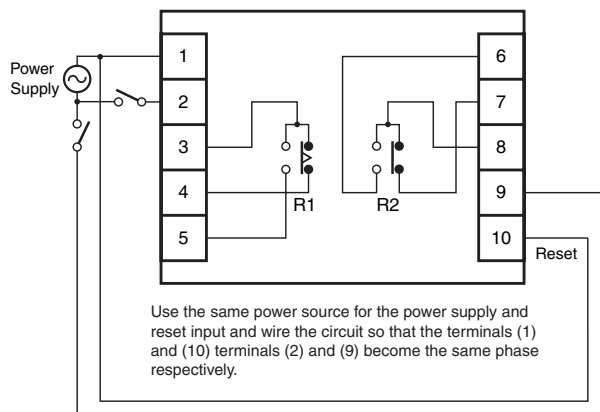 Power
Supply
1
2
3
4
5
R1
R2
6
7
8
9
10
Reset
Use the same power source for the power supply and
reset input and wire the circuit so that the terminals (1)
and (10) terminals (2) and (9) become the same phase
respectively.